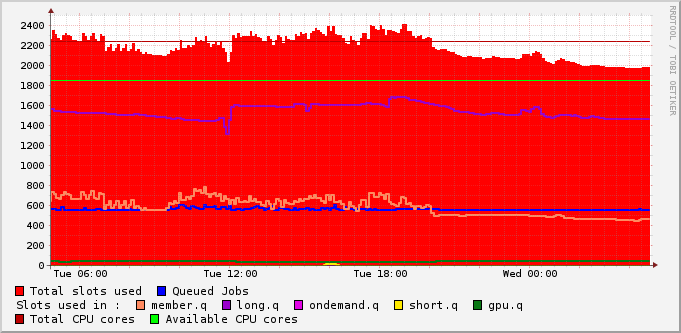 RRDTOOL / TOBI OETIKER
2400
2200
2000
1800
1600
1400
1200
1000
800
600
400
200
0
Tue 06:00 Tue 12:00 Tue 18:00 Wed 00:00
Total slots used Queued Jobs
Slots used in : member.q long.q ondemand.q short.q gpu.q
Total CPU cores Available CPU cores